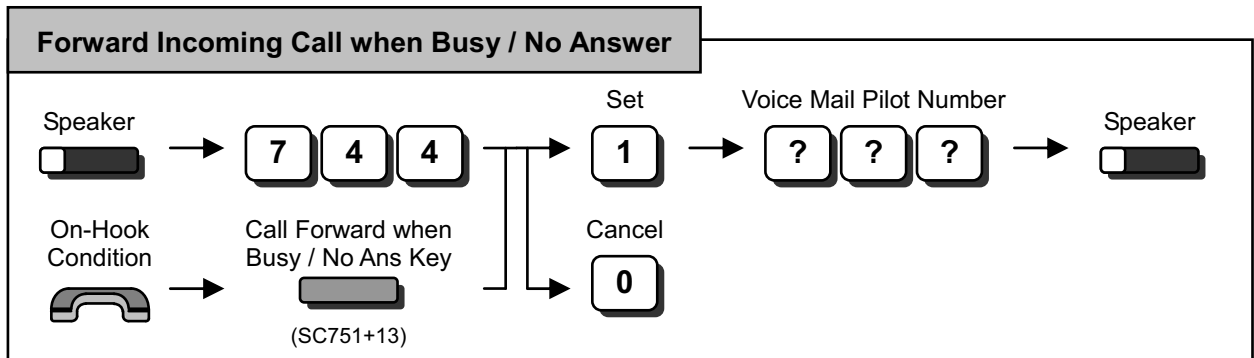 Forward Incoming Call when Busy / No Answer
Speaker
7 4 4
Set
1
Voice Mail Pilot Number
? ? ?
Speaker
On-Hook
Condition
Call Forward when
Busy / No Ans Key
(SC751+13)
Cancel
0